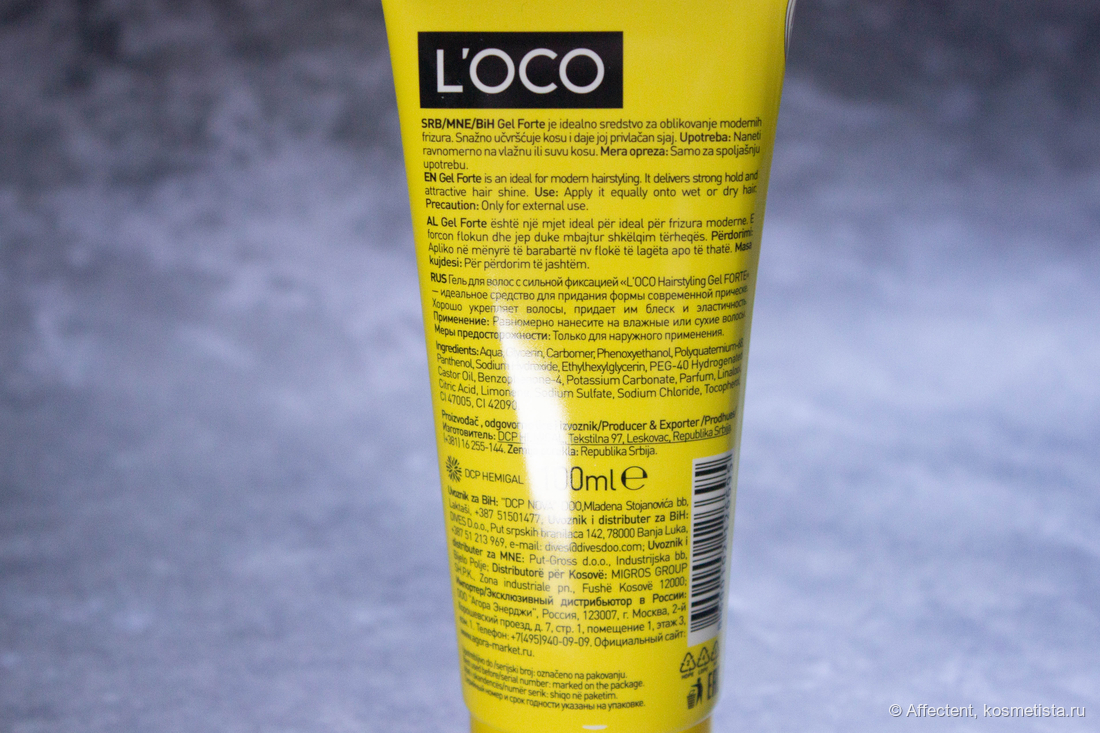 L'OCO
SRB/MNE/BiH Gel Forte je idealno sredstvo za oblikovanje modernih
frizura. Snažno učvršćuje kosu i daje joj privlačan sjaj. Upotreba: Naneti
ravnomerno na vlažnu ili suvu kosu. Mera opreza: Samo za spoljašnju
upotrebu.
EN Gel Forte is an ideal for modern hairstyling. It delivers strong hold and
attractive hair shine. Use: Apply it equally onto wet or dry hair.
Precaution: Only for external use.
AL Gel Forte është një mjet ideal për ideal për frizura moderne. E
forcon flokun dhe jep duke mbajtur shkëlqim tërheqës. Përdorimi:
Apliko në mënyrë të barabartë nv flokë të lagëta apo të thatë. Masa
kujdesi: Për përdorim të jashtëm.
RUS Гель для волос с сильной фиксацией «L'OCO Hairstyling Gel FORTE»
— идеальное средство для придания формы современной прическе.
Хорошо укрепляет волосы, придает им блеск и эластичность.
Применение: Равномерно нанесите на влажные или сухие волосы.
Меры предосторожности: Только для наружного применения.
Ingredients: Aqua, Glycerin, Carbomer, Phenoxyethanol,
Panthenol, Sodium Ethylhexylglycerin, PEG-40 Hydrogenated
Castor Oil, Potassium Carbonate, Parfum, Linalool,
Citric Acid, Sodium Sulfate, Sodium Chloride,
CI 47005, CI 42090
Proizvođač, /Producer & Exporter /Prodhues
Изготовитель: DCP Tekstilna 97, Leskovac, Republika Srbija.
(+381) 16 255-144. Republika Srbija.
DCP HEMIGAL 100ml ℮
Uvoznik za BiH: "DCP Mladena Stojanovića bb,
Laktaši, +387 51501477, Uvoznik i distributer za BiH:
DIVES D.o.o., Put srpskih branilaca 142, 78000 Banja Luka,
+387 51 213 969, e-mail: dives@divesdoo.com; Uvoznik i
distributer za MNE: Put-Gross d.o.o., Industrijska bb,
Bijelo Polje; Distributorë për Kosovë: MIGROS GROUP
SH.P.K., Zona industriale pn., Fushë Kosovë 12000;
Импортер/Эксклюзивный дистрибьютор в России:
ООО "Агора Энерджи", Россия, 123007, г. Москва, 2-й
Хорошевский проезд, д. 7, стр. 1, помещение 1, этаж 3,
ком. 1. Телефон: +7(495)940-09-09. Официальный сайт:
www.agora-market.ru.
/serijski broj: označeno na pakovanju.
used before/serial number: marked on the package.
serik: shiqo në paketim.
номер и срок годности указаны на упаковке.
© Affectent, kosmetista.ru